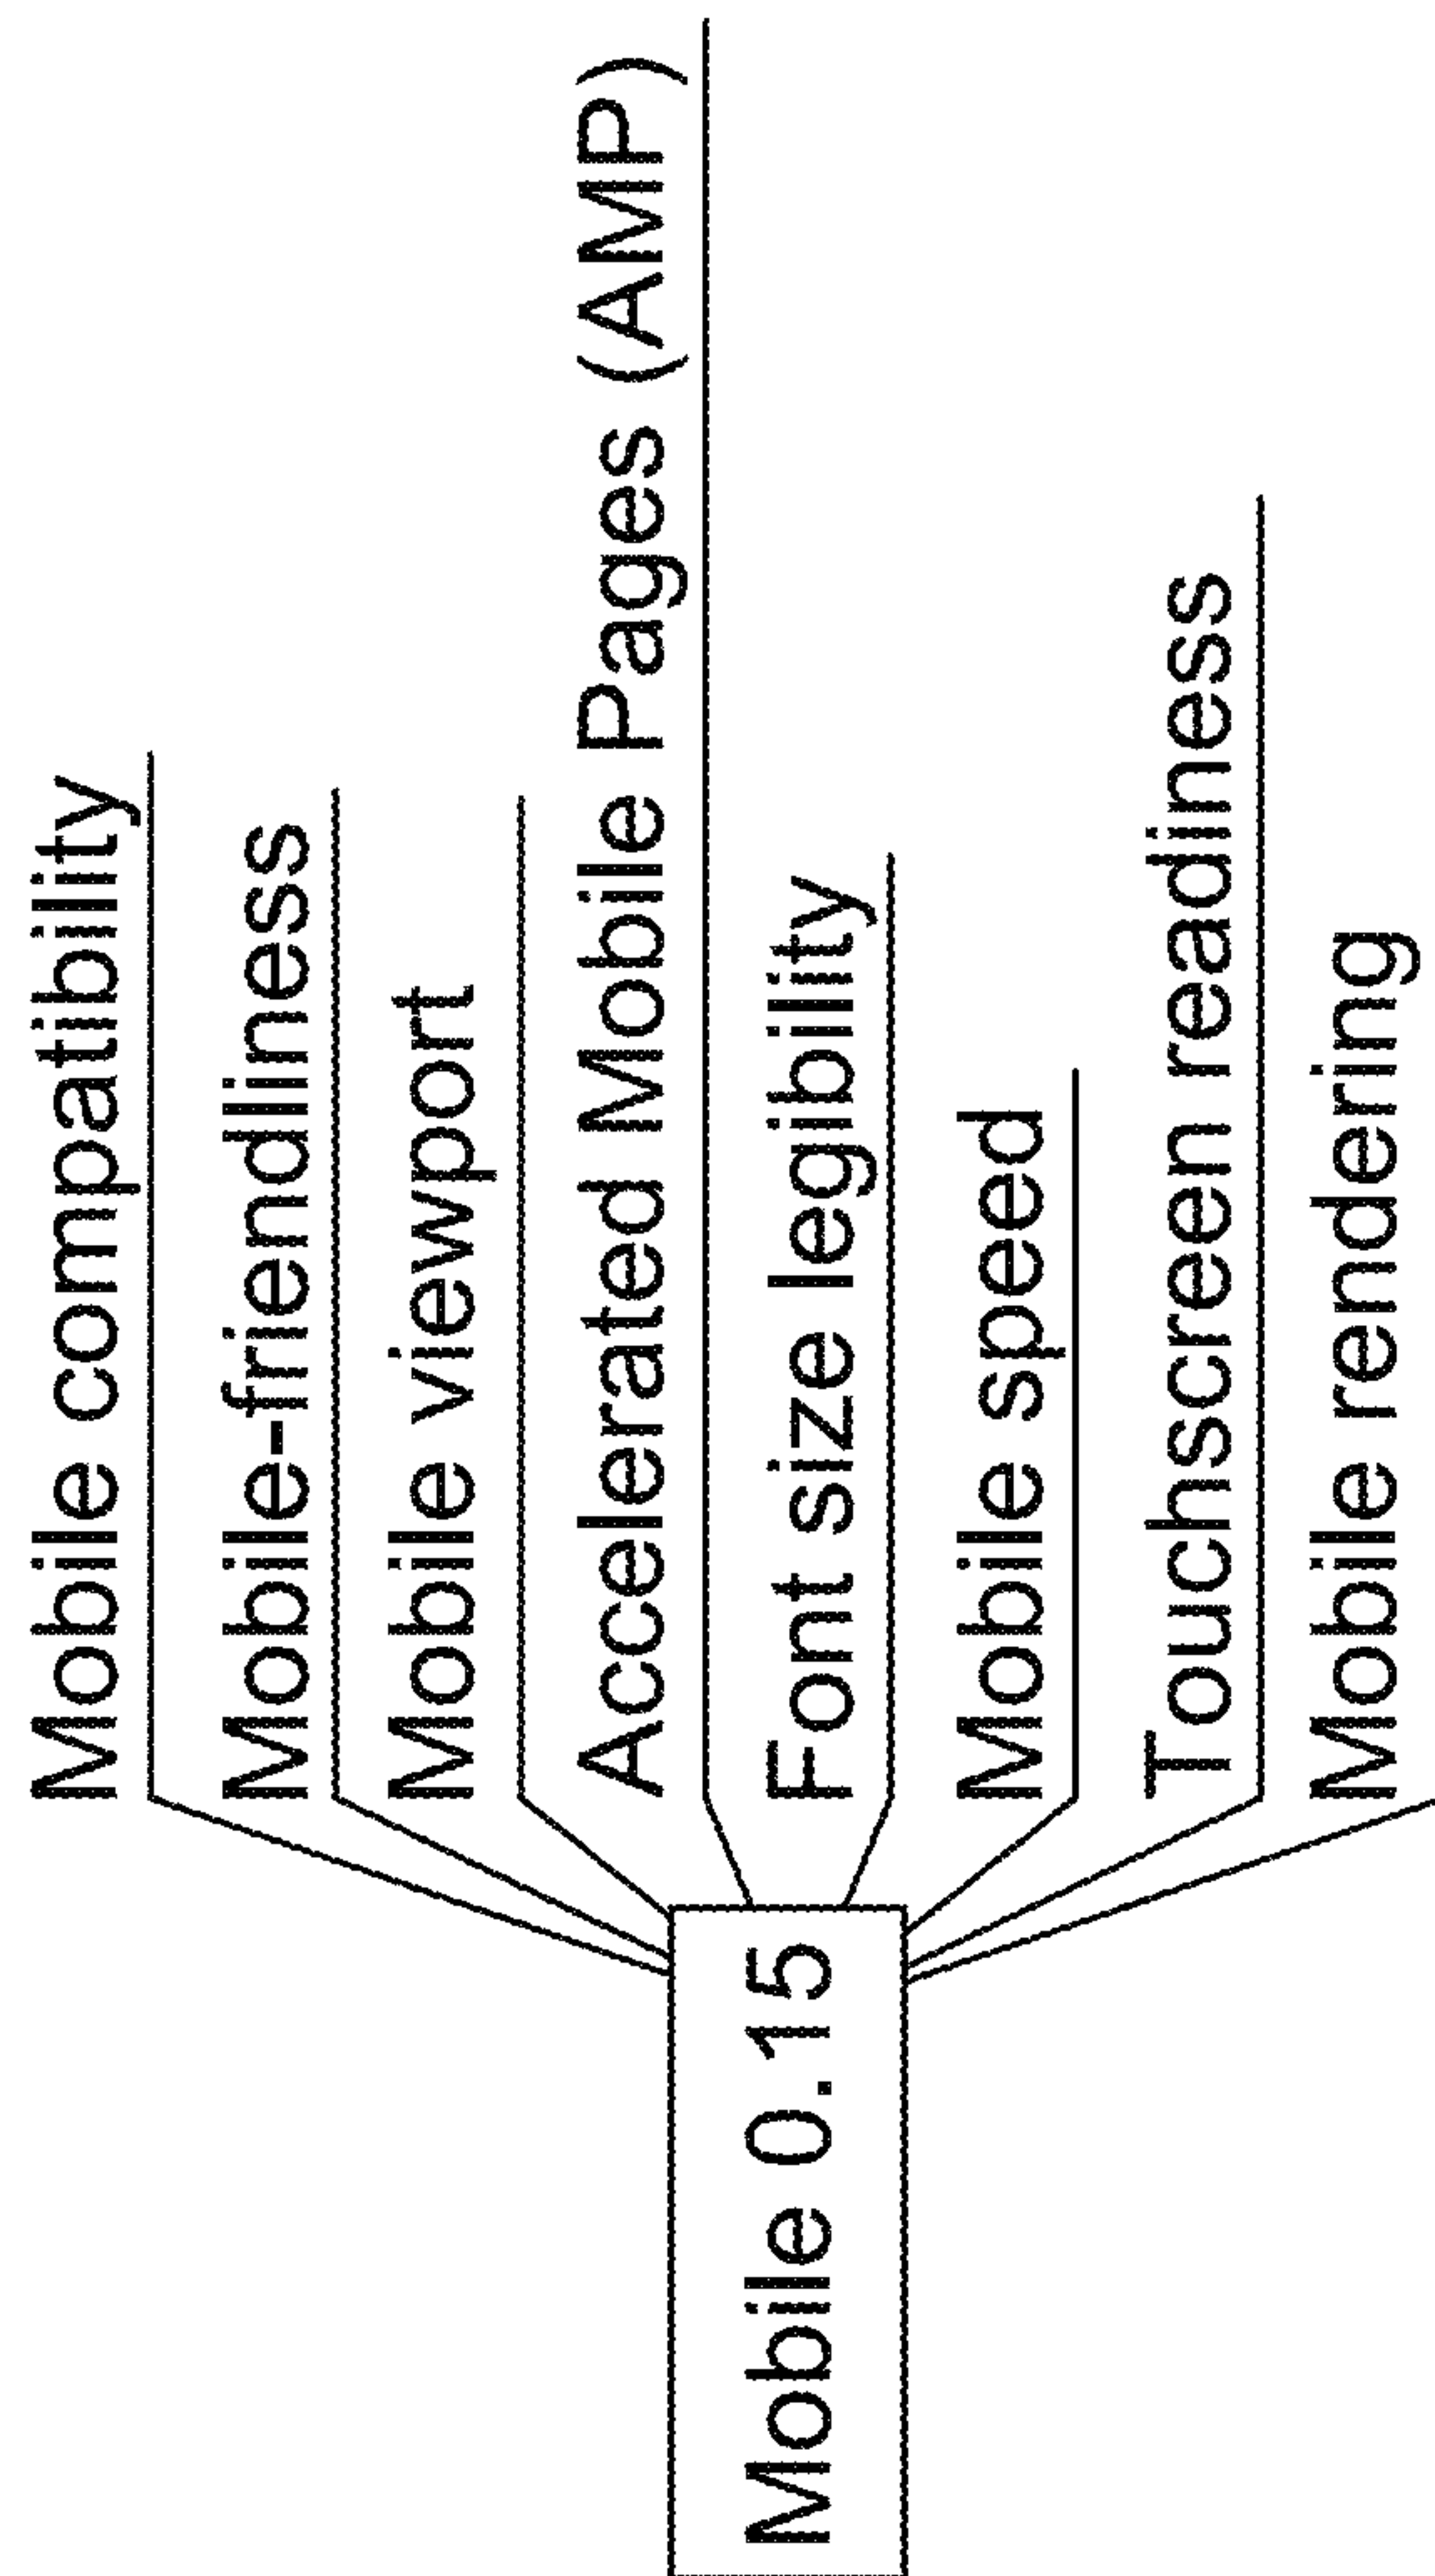 Mobile compatibility
Mobile-friendliness
Mobile viewport
Accelerated Mobile Pages (AMP)
Mobile 0.15
Font size legibility
Mobile speed
Touchscreen readiness
Mobile rendering